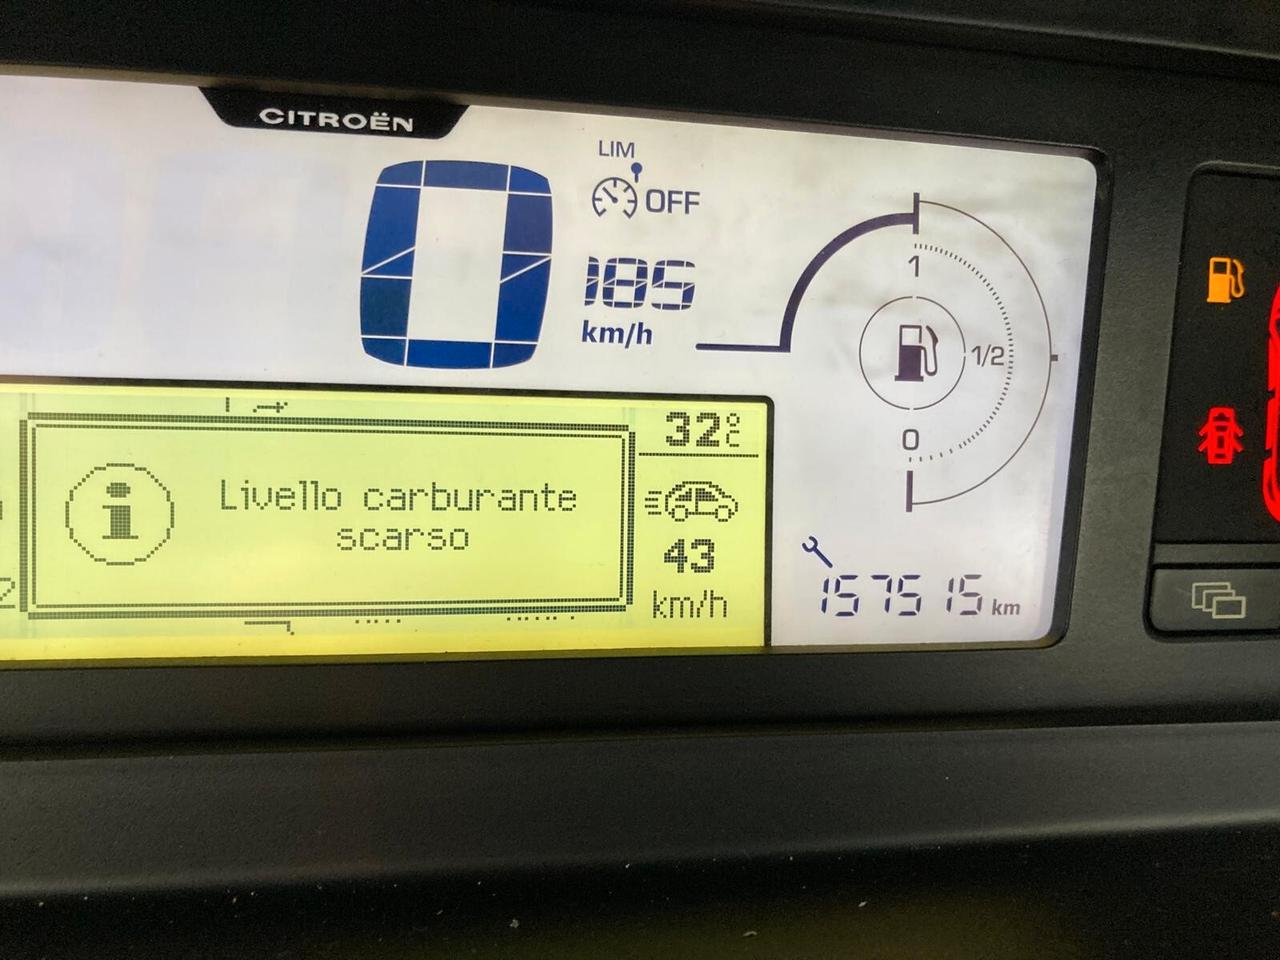 CITROËN
LIM
OFF
0
185
km/h
1
1/2
0
32°C
Livello carburante
scarso
43
km/h
157515 km